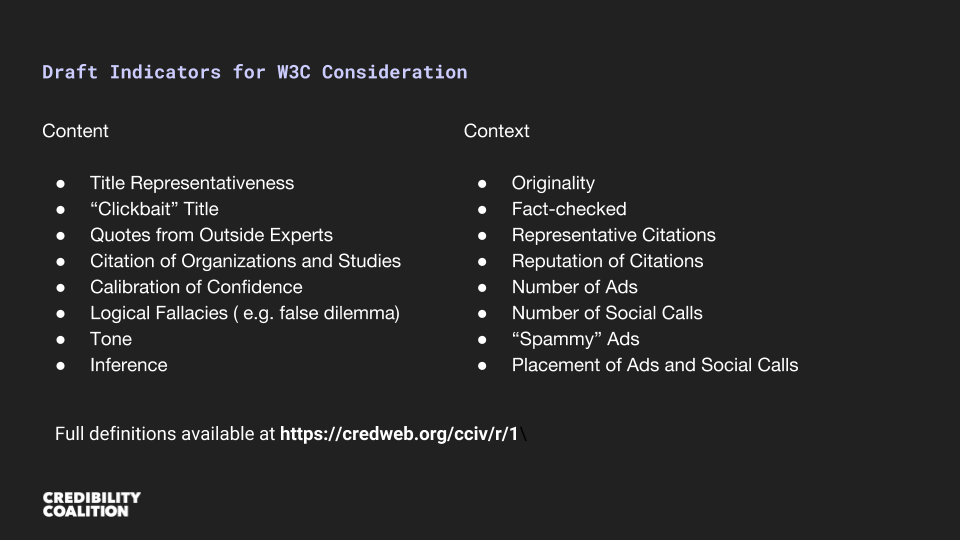 Draft Indicators for W3C Consideration
Content
● Title Representativeness
● “Clickbait” Title
● Quotes from Outside Experts
● Citation of Organizations and Studies
● Calibration of Confidence
● Logical Fallacies ( e.g. false dilemma)
● Tone
● Inference
Context
● Originality
● Fact-checked
● Representative Citations
● Reputation of Citations
● Number of Ads
● Number of Social Calls
● “Spammy” Ads
● Placement of Ads and Social Calls
Full definitions available at https://credweb.org/cciv/r/1\
CREDIBILITY
COALITION